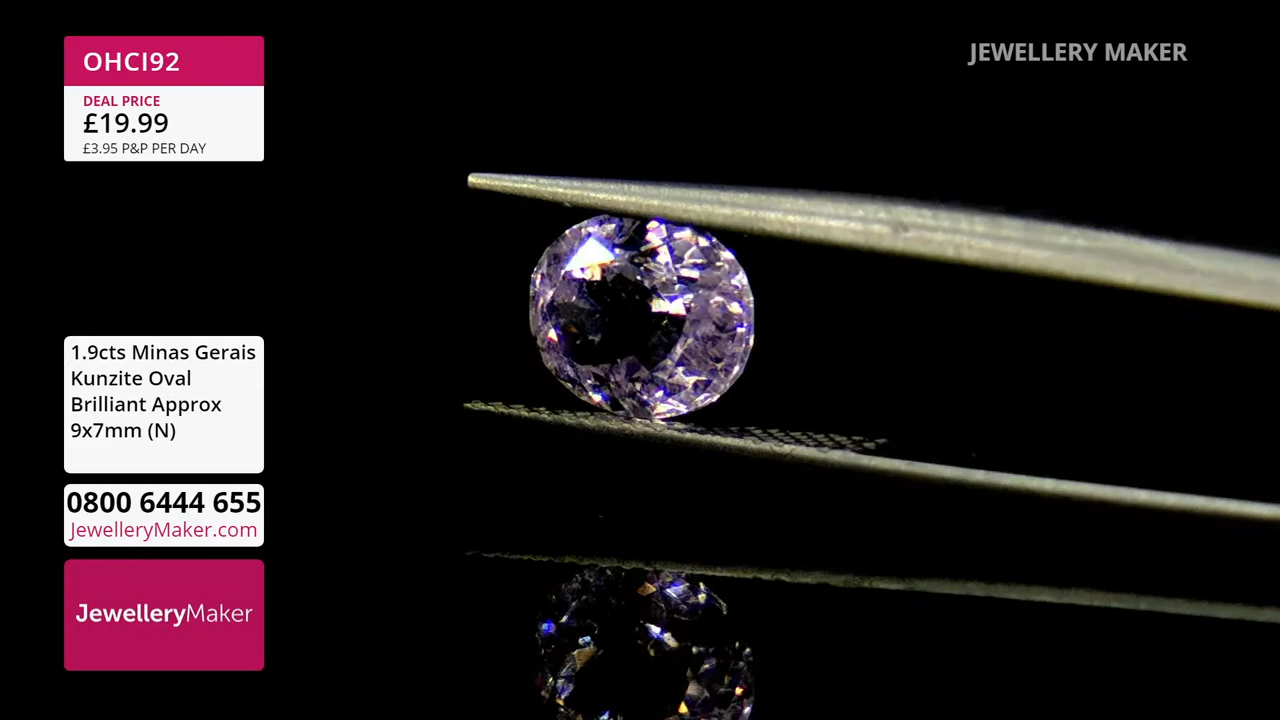 OHCI92
DEAL PRICE
£19.99
£3.95 P&P PER DAY
JEWELLERY MAKER
1.9cts Minas Gerais
Kunzite Oval
Brilliant Approx
9x7mm (N)
0800 6444 655
JewelleryMaker.com
JewelleryMaker